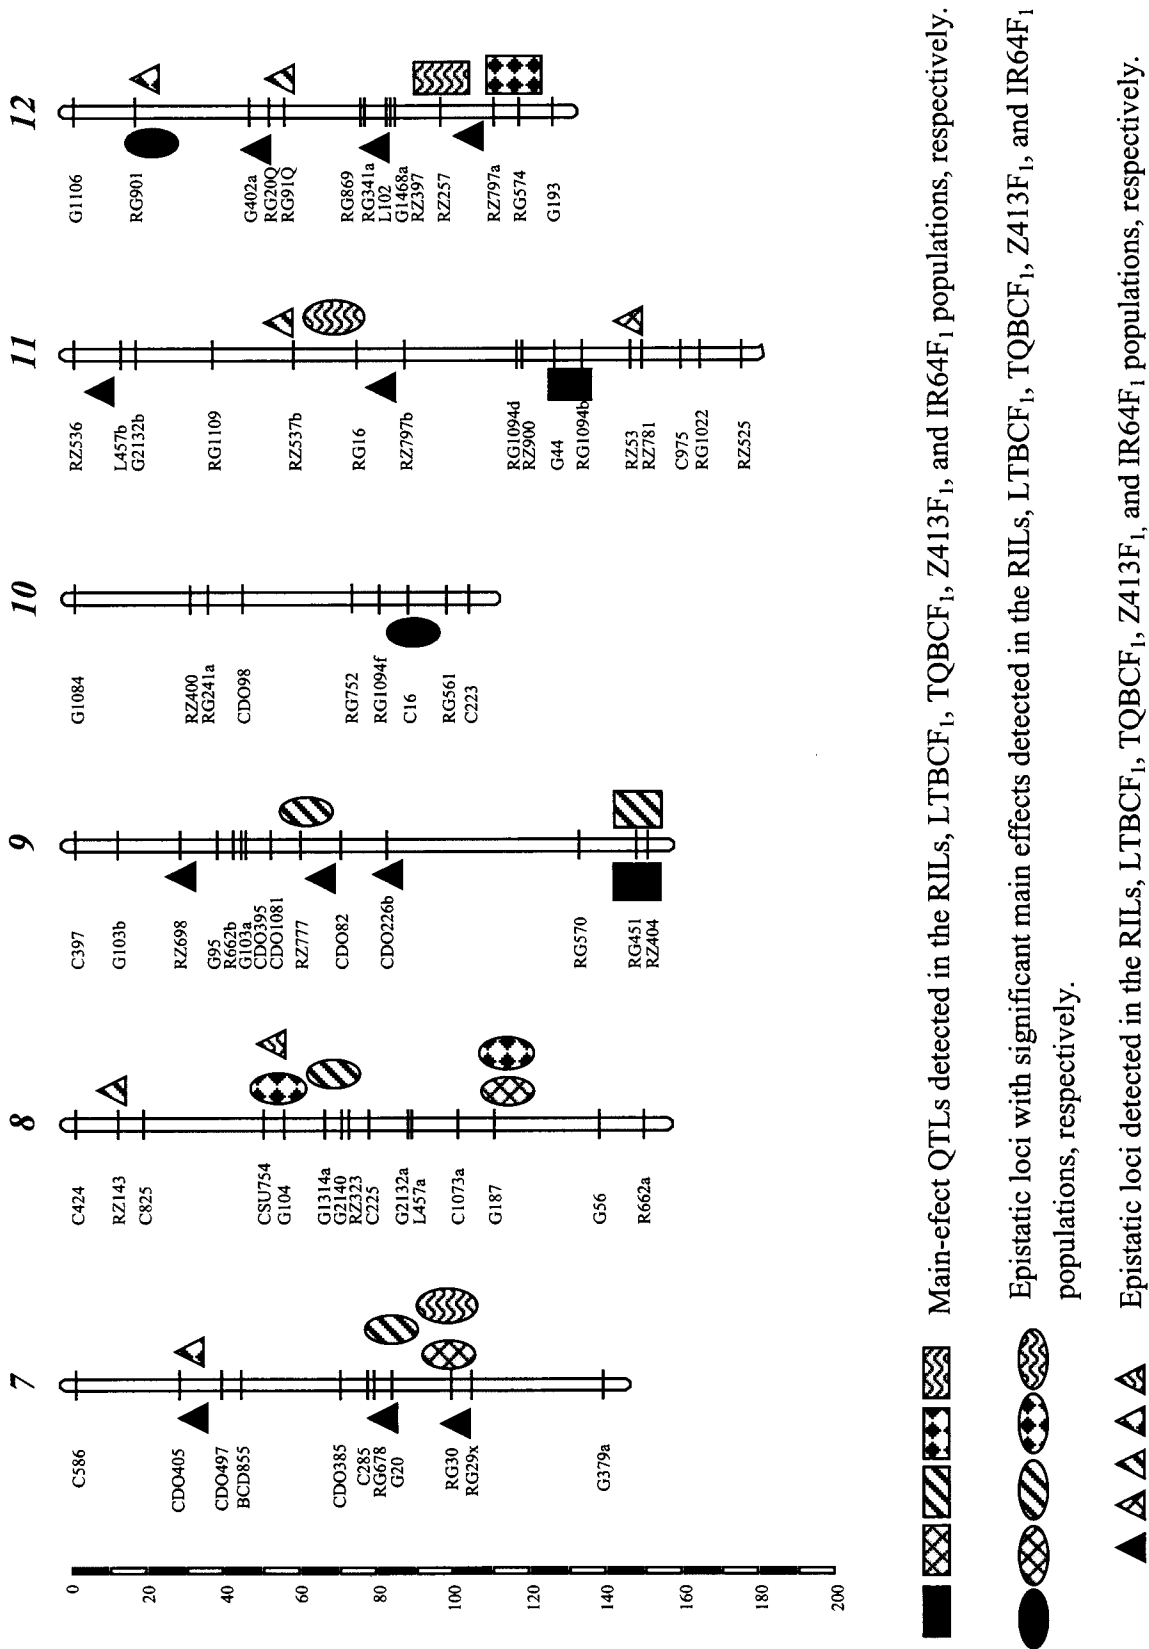 7
C586
CDO405
CDO497
BCD855
CDO385
C285
RG678
G20
RG30
RG29x
G379a
8
C424
RZ143
C825
CSU754
G104
G1314a
G2140
RZ323
C225
G2132a
L457a
C1073a
G187
G56
R662a
9
C397
G103b
RZ698
G95
R662b
G103a
CDO395
CDO1081
RZ777
CDO82
CDO226b
RG570
RG451
RZ404
10
G1084
RZ400
RG241a
CDO98
RG752
RG1094f
C16
RG561
C223
11
RZ536
L457b
G2132b
RG1109
RZ537b
RG16
RZ797b
RG1094d
RZ900
G44
RG1094b
RZ53
RZ781
C975
RG1022
RZ525
12
G1106
RG901
G402a
RG20Q
RG91Q
RG869
RG341a
L102
G1468a
RZ397
RZ257
RZ797a
RG574
G193
0
20
40
60
80
100
120
140
160
180
200
Main-efect QTLs detected in the RILs, LTBCF1, TQBCF1, Z413F1, and IR64F1 populations, respectively.
Epistatic loci with significant main effects detected in the RILs, LTBCF1, TQBCF1, Z413F1, and IR64F1
populations, respectively.
Epistatic loci detected in the RILs, LTBCF1, TQBCF1, Z413F1, and IR64F1 populations, respectively.